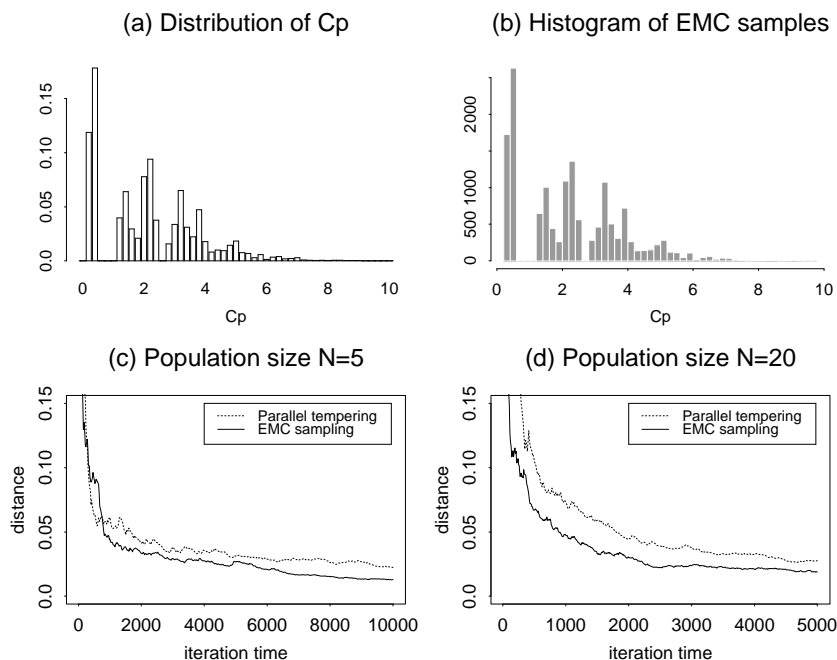 (a) Distribution of Cp
0.15
0.10
0.05
0.0
0 2 4 6 8 10
Cp
(b) Histogram of EMC samples
2000
1000
500
0
0 2 4 6 8 10
Cp
(c) Population size N=5
0.15
0.10
0.05
0.0
distance
Parallel tempering
EMC sampling
0 2000 4000 6000 8000 10000
iteration time
(d) Population size N=20
0.15
0.10
0.05
0.0
distance
Parallel tempering
EMC sampling
0 1000 2000 3000 4000 5000
iteration time